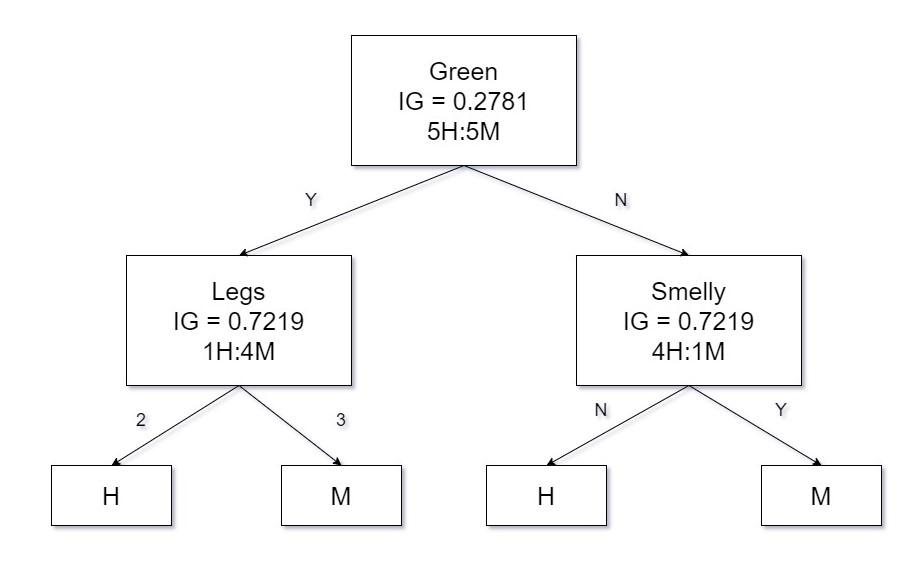 Green
IG = 0.2781
5H:5M
Y
N
Legs
IG = 0.7219
1H:4M
Smelly
IG = 0.7219
4H:1M
2
3
N
Y
H
M
H
M